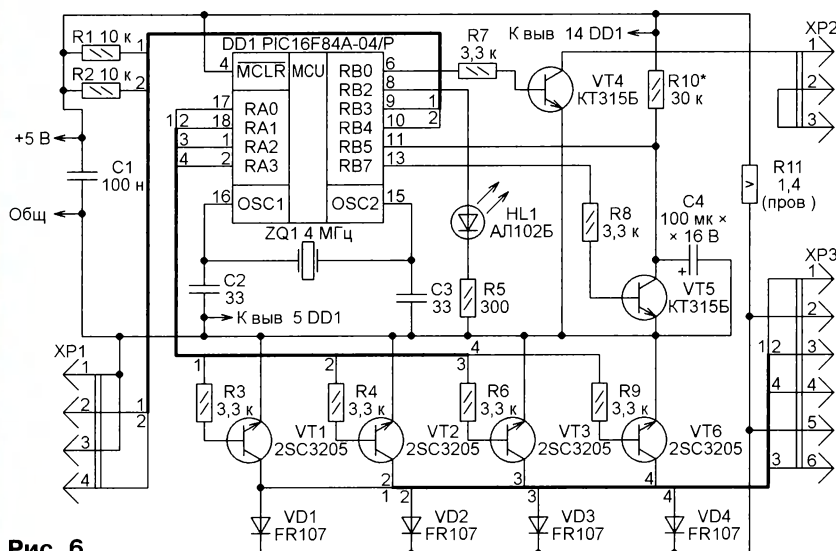 R1 10 к
R2 10 к
1
2
+5 В
C1
100 н
Общ
DD1 PIC16F84A-04/P
4
MCLR
MCU
17
18
1
2
RA0
RA1
RA2
RA3
1
2
3
4
16
OSC1
OSC2
15
RB0
RB2
RB3
RB4
RB5
RB7
6
8
9
10
11
13
1
2
ZQ1 4 МГц
C2
33
C3
33
К выв 5 DD1
R7
3,3 к
К выв 14 DD1
VT4
КТ315Б
HL1
АЛ102Б
R5
300
R8
3,3 к
R10*
30 к
C4
100 мк ×
× 16 В
+
VT5
КТ315Б
R11
1,4
(пров )
XP2
1
2
3
XP3
1
2
3
4
5
6
1
2
4
3
XP1
1
2
3
4
1
2
1
R3
3,3 к
VT1
2SC3205
2
R4
3,3 к
VT2
2SC3205
3
4
R6
3,3 к
VT3
2SC3205
R9
3,3 к
VT6
2SC3205
2
1
2
3
3
4
4
VD1
FR107
VD2
FR107
VD3
FR107
VD4
FR107
Рис. 6